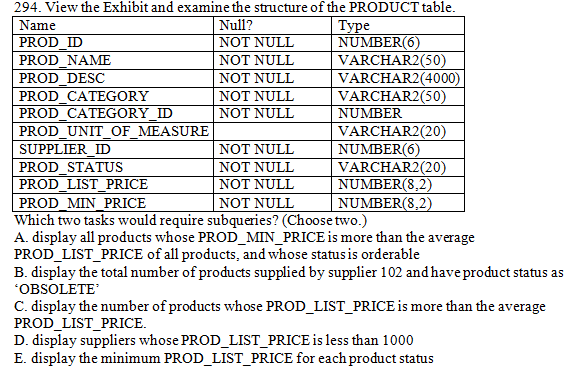 294. View the Exhibit and examine the structure of the PRODUCT table.
Name Null? Type
PROD_ID NOT NULL NUMBER(6)
PROD_NAME NOT NULL VARCHAR2(50)
PROD_DESC NOT NULL VARCHAR2(4000)
PROD_CATEGORY NOT NULL VARCHAR2(50)
PROD_CATEGORY_ID NOT NULL NUMBER
PROD_UNIT_OF_MEASURE VARCHAR2(20)
SUPPLIER_ID NOT NULL NUMBER(6)
PROD_STATUS NOT NULL VARCHAR2(20)
PROD_LIST_PRICE NOT NULL NUMBER(8,2)
PROD_MIN_PRICE NOT NULL NUMBER(8,2)
Which two tasks would require subqueries? (Choose two.)
A. display all products whose PROD_MIN_PRICE is more than the average
PROD_LIST_PRICE of all products, and whose status is orderable
B. display the total number of products supplied by supplier 102 and have product status as
‘OBSOLETE’
C. display the number of products whose PROD_LIST_PRICE is more than the average
PROD_LIST_PRICE.
D. display suppliers whose PROD_LIST_PRICE is less than 1000
E. display the minimum PROD_LIST_PRICE for each product status